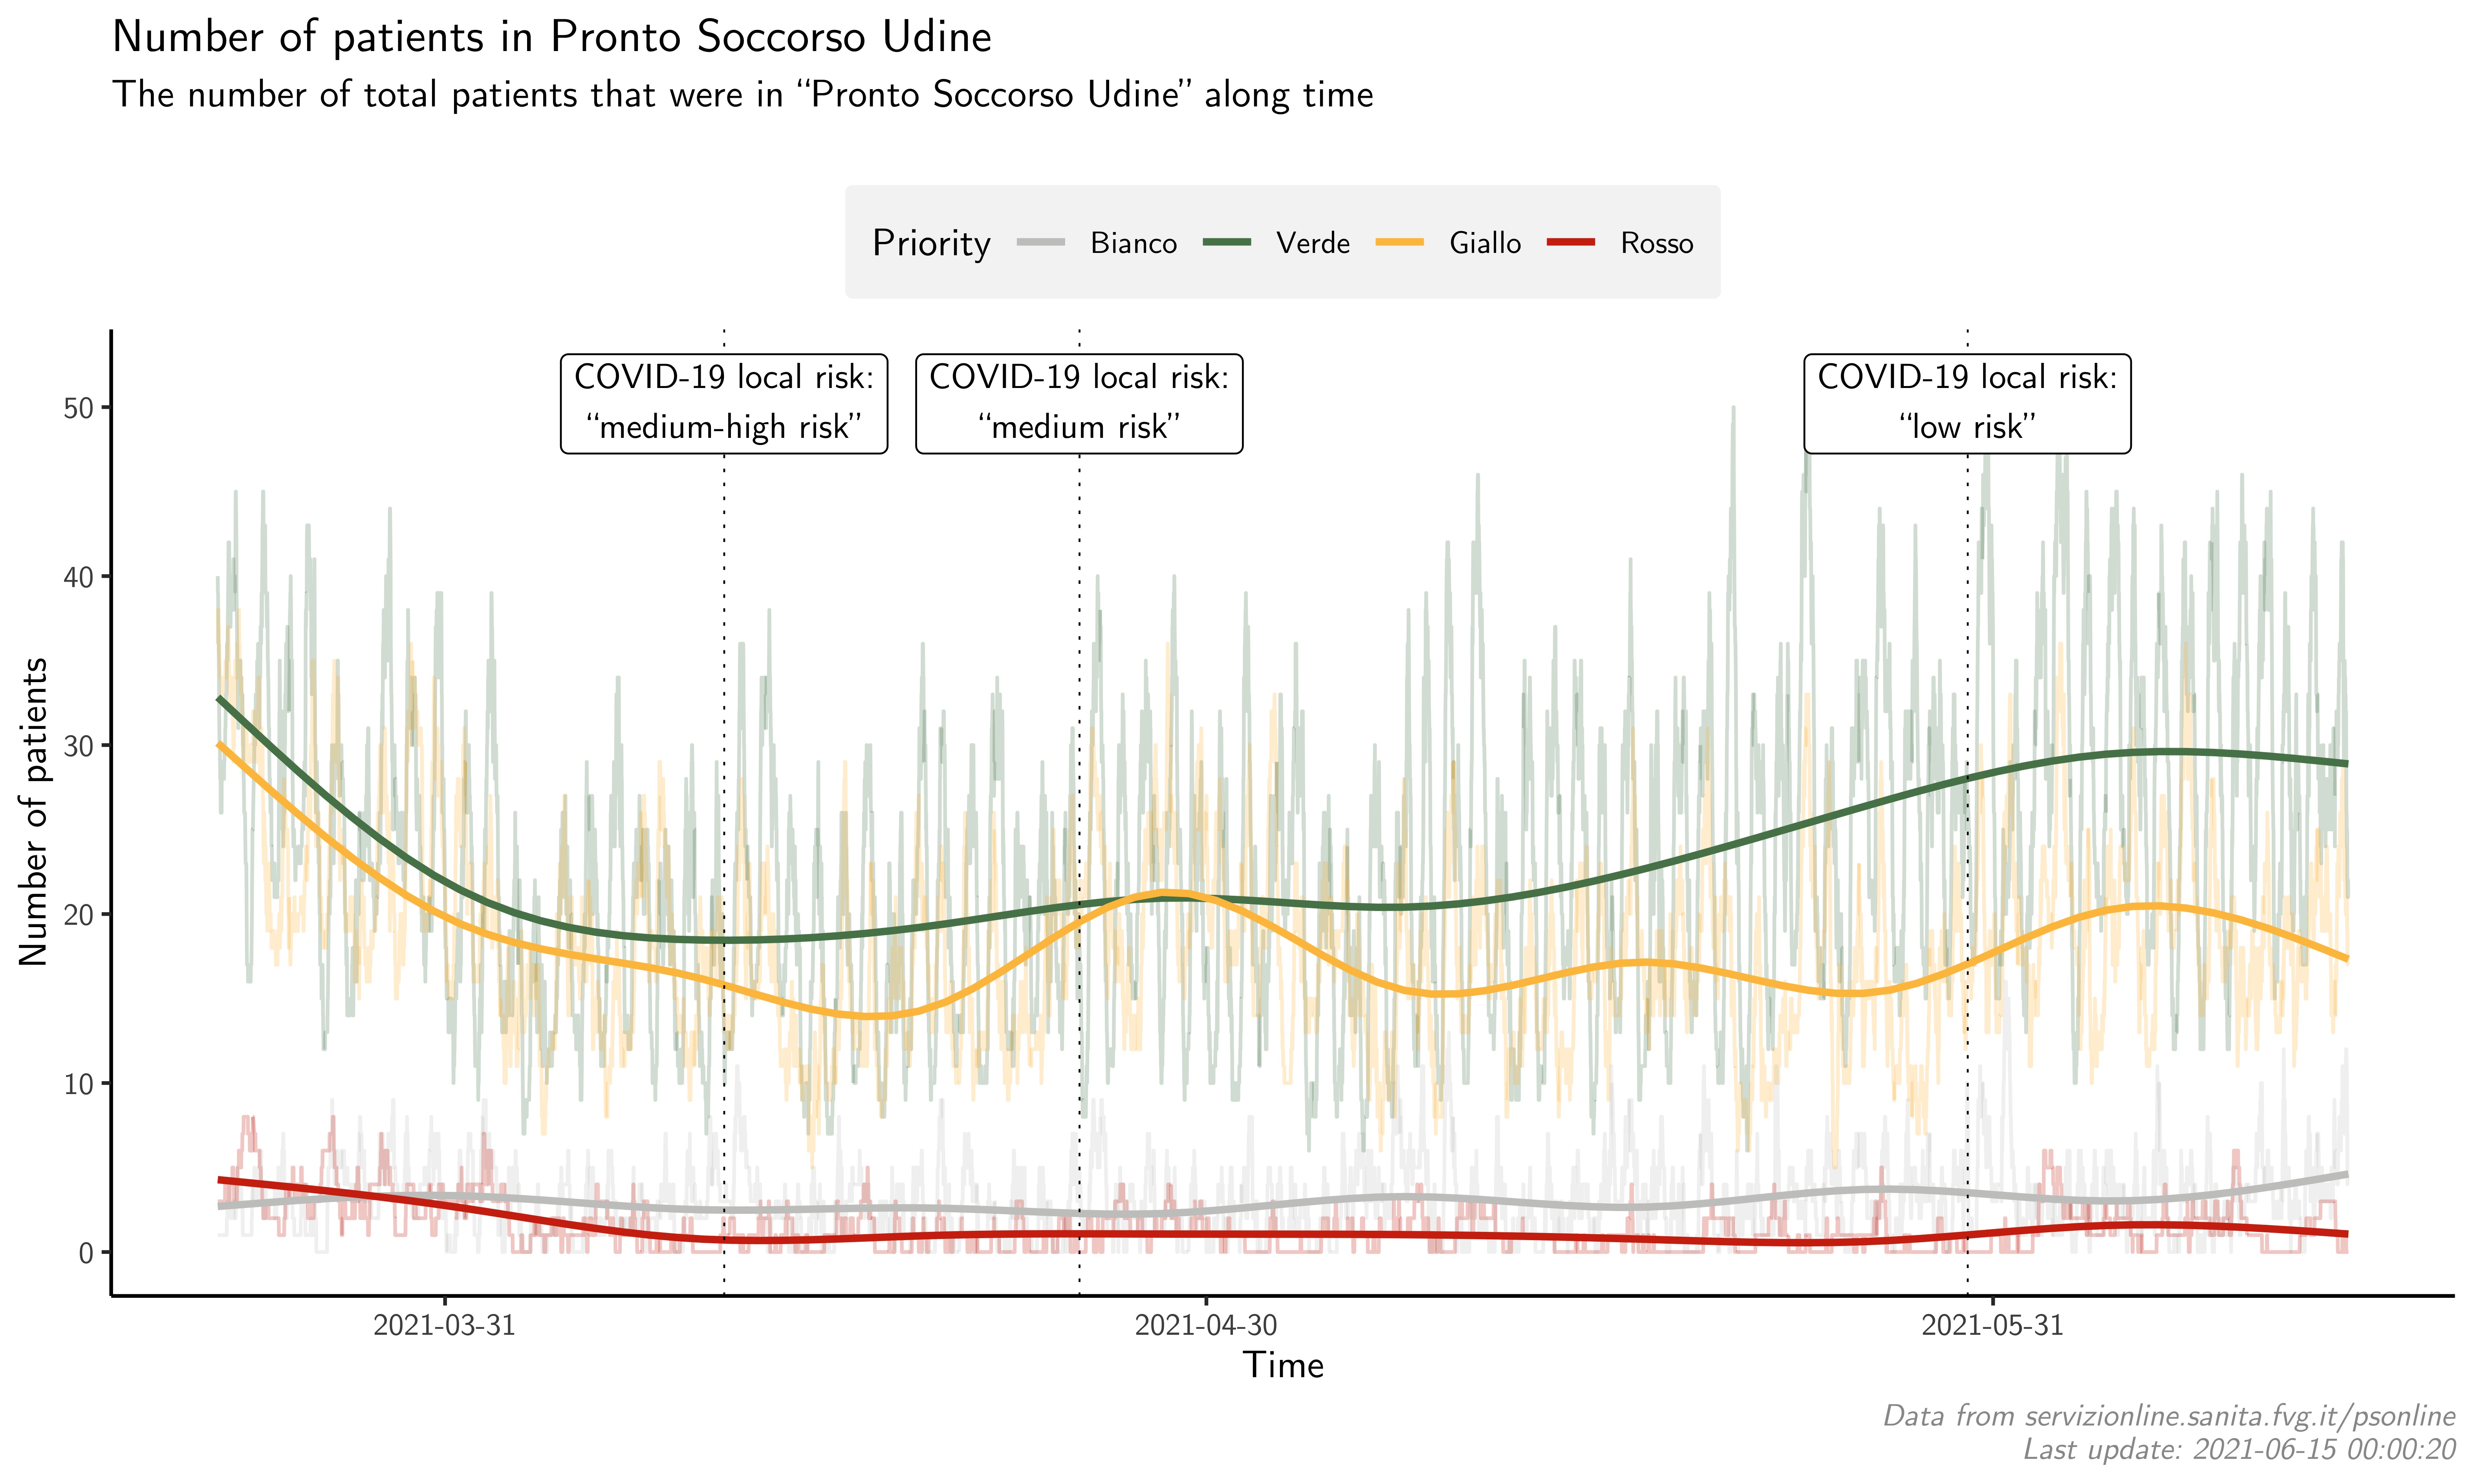 Number of patients in Pronto Soccorso Udine
The number of total patients that were in “Pronto Soccorso Udine” along time
Priority Bianco Verde Giallo Rosso
COVID-19 local risk:
“medium-high risk”
COVID-19 local risk:
“medium risk”
COVID-19 local risk:
“low risk”
50
40
30
20
10
0
Number of patients
2021-03-31 2021-04-30 2021-05-31
Time
Data from servizionline.sanita.fvg.it/psonline
Last update: 2021-06-15 00:00:20